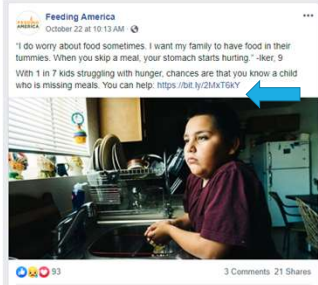 Feeding America
FEEDING
AMERICA
October 22 at 10:13 AM ·
"I do worry about food sometimes. I want my family to have food in their
tummies. When you skip a meal, your stomach starts hurting." -Iker, 9
With 1 in 7 kids struggling with hunger, chances are that you know a child
who is missing meals. You can help: https://bit.ly/2MxT6kY
93
3 Comments 21 Shares